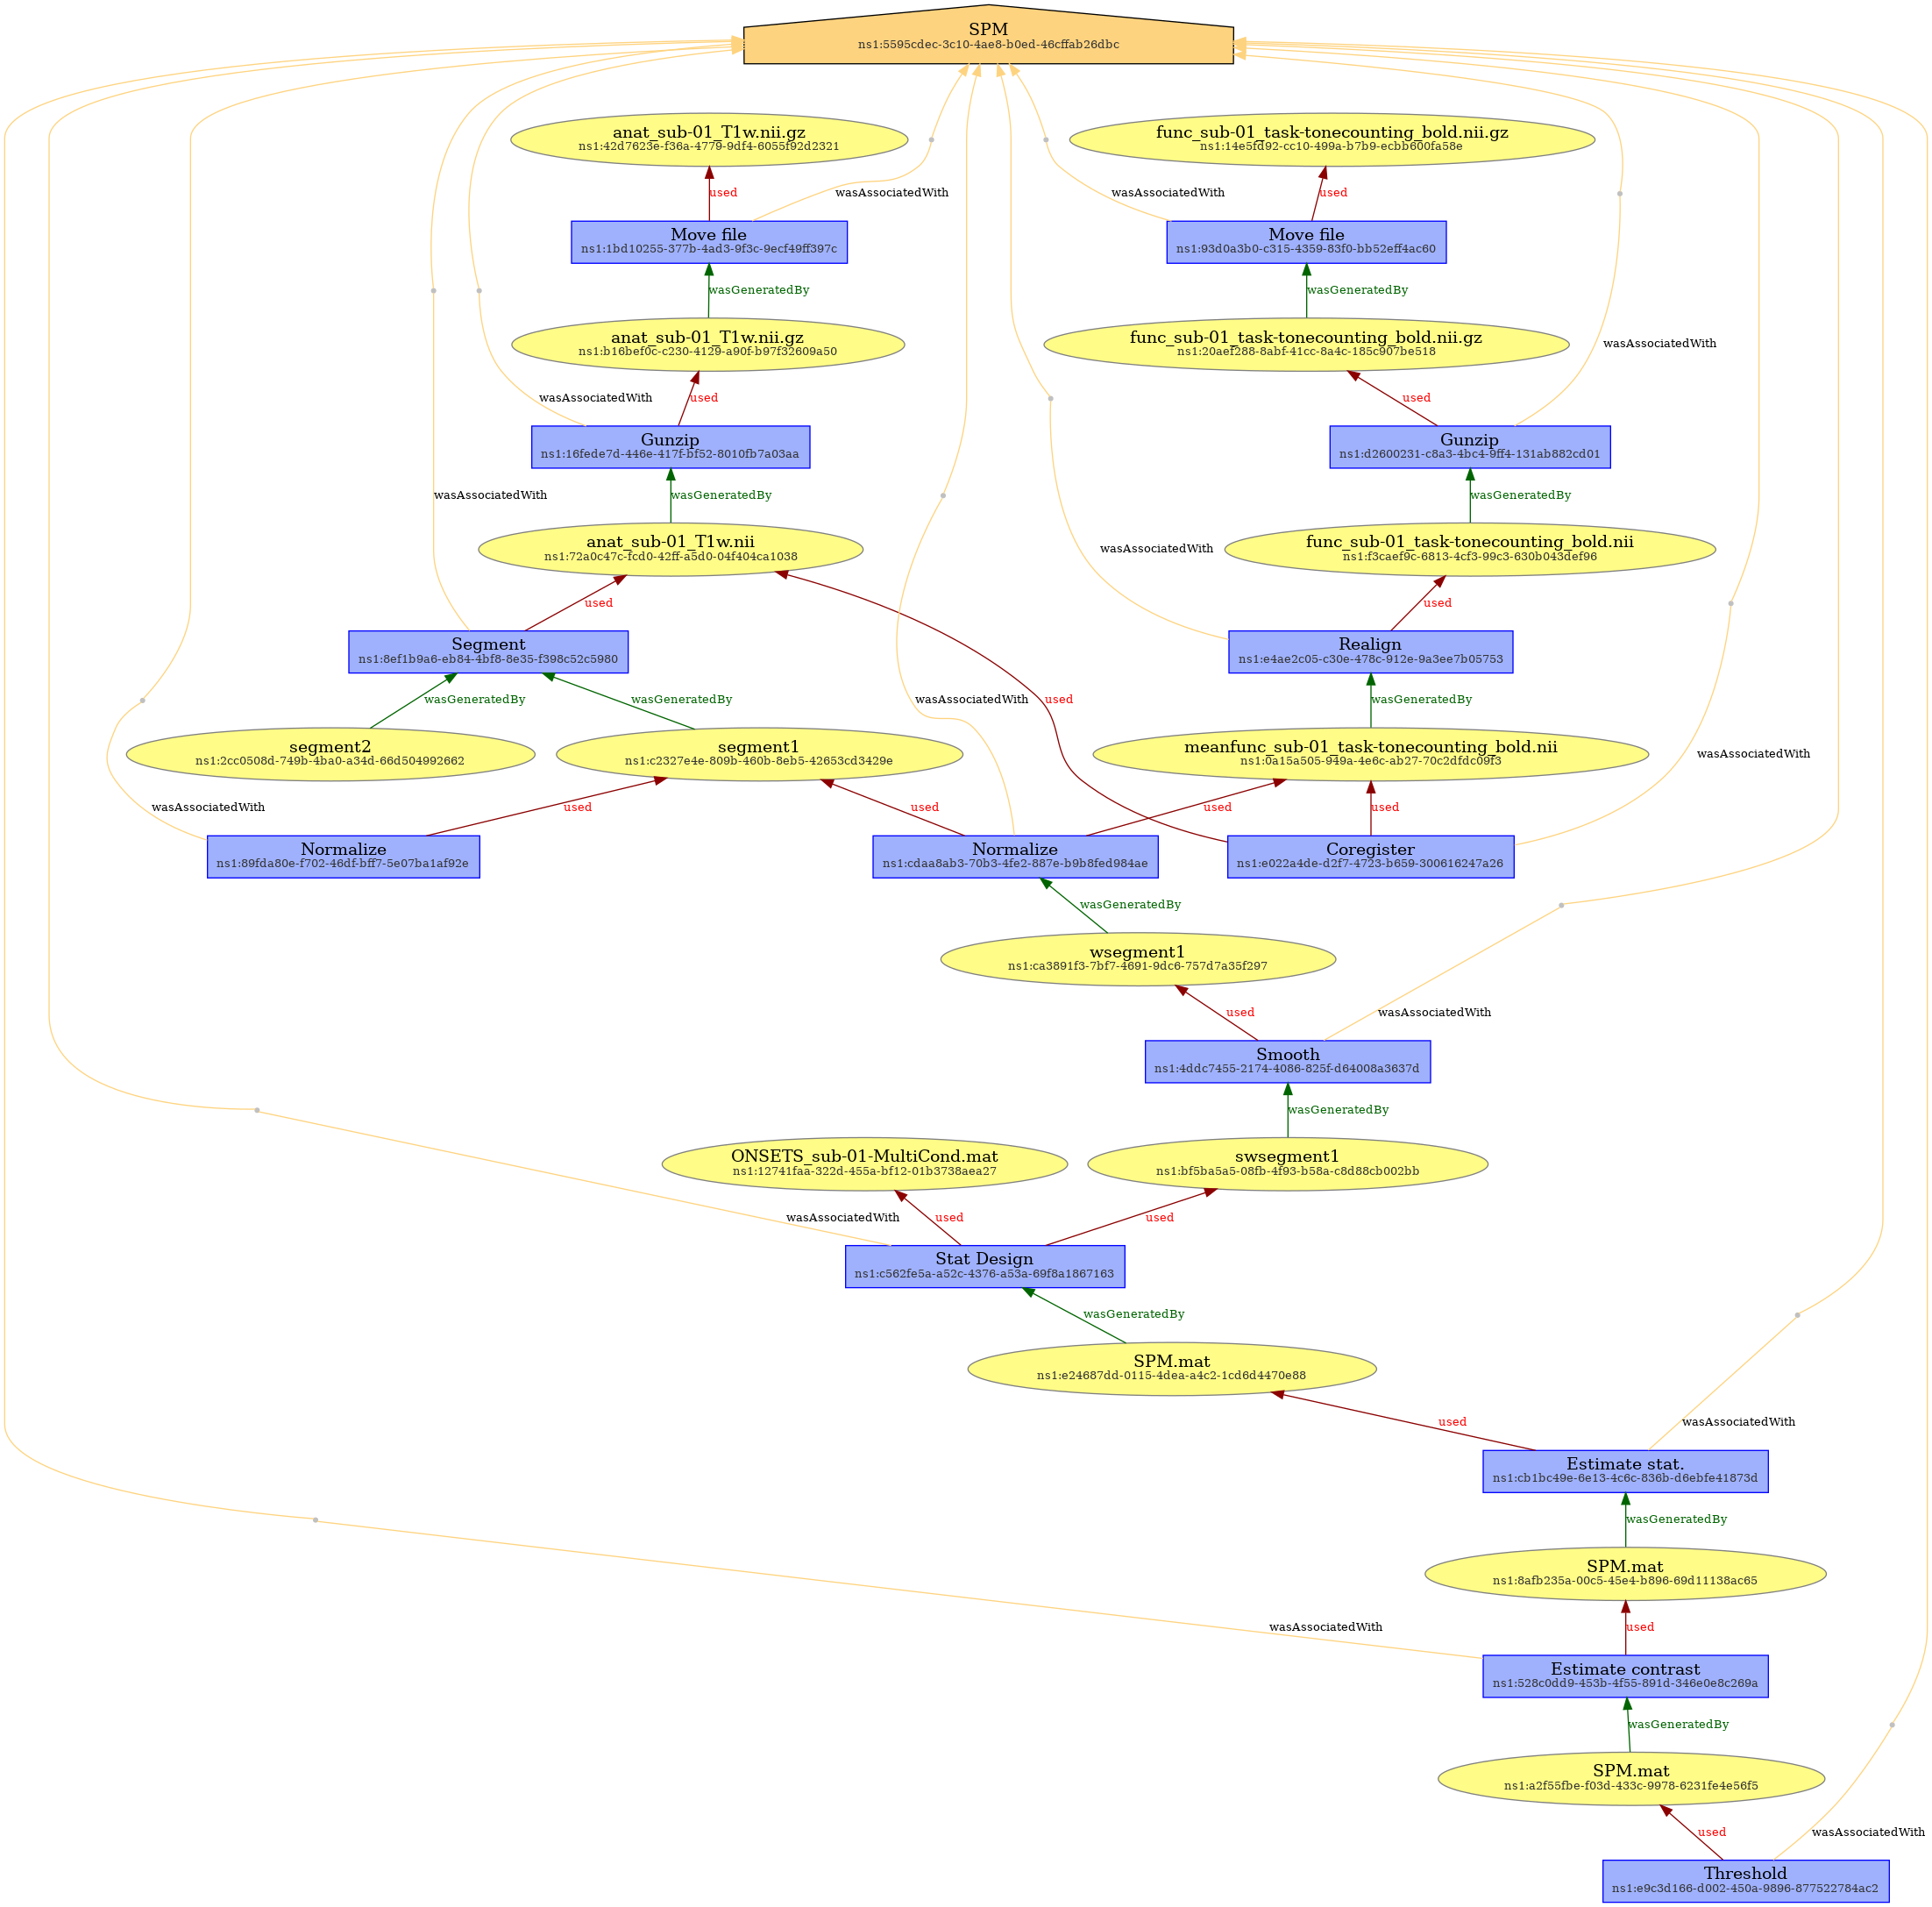 SPM
ns1:5595cdec-3c10-4ae8-b0ed-46cffab26dbc
anat_sub-01_T1w.nii.gz
ns1:42d7623e-f36a-4779-9df4-6055f92d2321
func_sub-01_task-tonecounting_bold.nii.gz
ns1:14e5fd92-cc10-499a-b7b9-ecbb600fa58e
used
wasAssociatedWith
wasAssociatedWith
used
Move file
ns1:1bd10255-377b-4ad3-9f3c-9ecf49ff397c
Move file
ns1:93d0a3b0-c315-4359-83f0-bb52eff4ac60
wasGeneratedBy
wasGeneratedBy
anat_sub-01_T1w.nii.gz
ns1:b16bef0c-c230-4129-a90f-b97f32609a50
func_sub-01_task-tonecounting_bold.nii.gz
ns1:20aef288-8abf-41cc-8a4c-185c907be518
wasAssociatedWith
wasAssociatedWith
used
used
Gunzip
ns1:16fede7d-446e-417f-bf52-8010fb7a03aa
Gunzip
ns1:d2600231-c8a3-4bc4-9ff4-131ab882cd01
wasAssociatedWith
wasGeneratedBy
wasGeneratedBy
anat_sub-01_T1w.nii
ns1:72a0c47c-fcd0-42ff-a5d0-04f404ca1038
wasAssociatedWith
func_sub-01_task-tonecounting_bold.nii
ns1:f3caef9c-6813-4cf3-99c3-630b043def96
used
used
Segment
ns1:8ef1b9a6-eb84-4bf8-8e35-f398c52c5980
Realign
ns1:e4ae2c05-c30e-478c-912e-9a3ee7b05753
wasGeneratedBy
wasGeneratedBy
wasAssociatedWith
used
wasGeneratedBy
segment2
ns1:2cc0508d-749b-4ba0-a34d-66d504992662
segment1
ns1:c2327e4e-809b-460b-8eb5-42653cd3429e
meanfunc_sub-01_task-tonecounting_bold.nii
ns1:0a15a505-949a-4e6c-ab27-70c2dfdc09f3
wasAssociatedWith
wasAssociatedWith
used
used
used
used
Normalize
ns1:89fda80e-f702-46df-bff7-5e07ba1af92e
Normalize
ns1:cdaa8ab3-70b3-4fe2-887e-b9b8fed984ae
Coregister
ns1:e022a4de-d2f7-4723-b659-300616247a26
wasGeneratedBy
wsegment1
ns1:ca3891f3-7bf7-4691-9dc6-757d7a35f297
used
wasAssociatedWith
Smooth
ns1:4ddc7455-2174-4086-825f-d64008a3637d
wasGeneratedBy
ONSETS_sub-01-MultiCond.mat
ns1:12741faa-322d-455a-bf12-01b3738aea27
swsegment1
ns1:bf5ba5a5-08fb-4f93-b58a-c8d88cb002bb
wasAssociatedWith
used
used
Stat Design
ns1:c562fe5a-a52c-4376-a53a-69f8a1867163
wasGeneratedBy
SPM.mat
ns1:e24687dd-0115-4dea-a4c2-1cd6d4470e88
used
wasAssociatedWith
Estimate stat.
ns1:cb1bc49e-6e13-4c6c-836b-d6ebfe41873d
wasGeneratedBy
SPM.mat
ns1:8afb235a-00c5-45e4-b896-69d11138ac65
wasAssociatedWith
used
Estimate contrast
ns1:528c0dd9-453b-4f55-891d-346e0e8c269a
wasGeneratedBy
SPM.mat
ns1:a2f55fbe-f03d-433c-9978-6231fe4e56f5
used
wasAssociatedWith
Threshold
ns1:e9c3d166-d002-450a-9896-877522784ac2